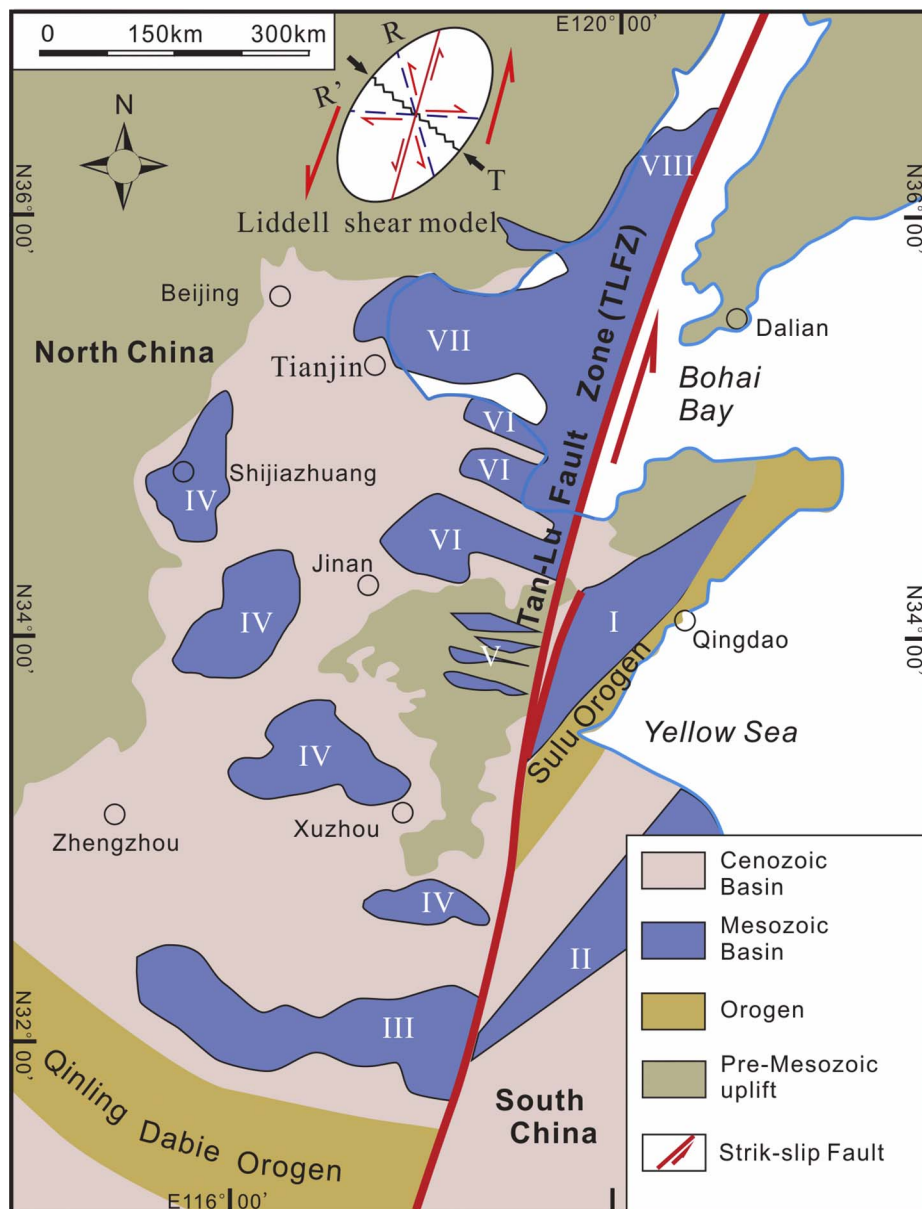 0 150km 300km
E120° 00'
N
R
R'
T
Liddell shear model
N36° 00'
N36° 00'
VIII
Beijing
North China
Tianjin
VII
Dalian
Bohai
Bay
Tan-Lu Fault Zone (TLFZ)
VI
VI
Shijiazhuang
IV
Jinan
VI
IV
N34° 00'
N34° 00'
I
Qingdao
V
Sulu Orogen
Yellow Sea
IV
Zhengzhou
Xuzhou
IV
II
III
N32° 00'
Qinling Dabie Orogen
South
China
E116° 00'
Cenozoic
Basin
Mesozoic
Basin
Orogen
Pre-Mesozoic
uplift
Strik-slip Fault